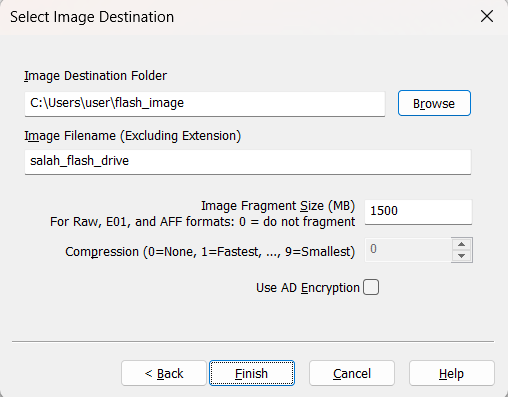 Select Image Destination
Image Destination Folder
C:\Users\user\flash_image
Browse
Image Filename (Excluding Extension)
salah_flash_drive
Image Fragment Size (MB)
For Raw, E01, and AFF formats: 0 = do not fragment
1500
Compression (0=None, 1=Fastest, ..., 9=Smallest)
0
Use AD Encryption
< Back
Finish
Cancel
Help